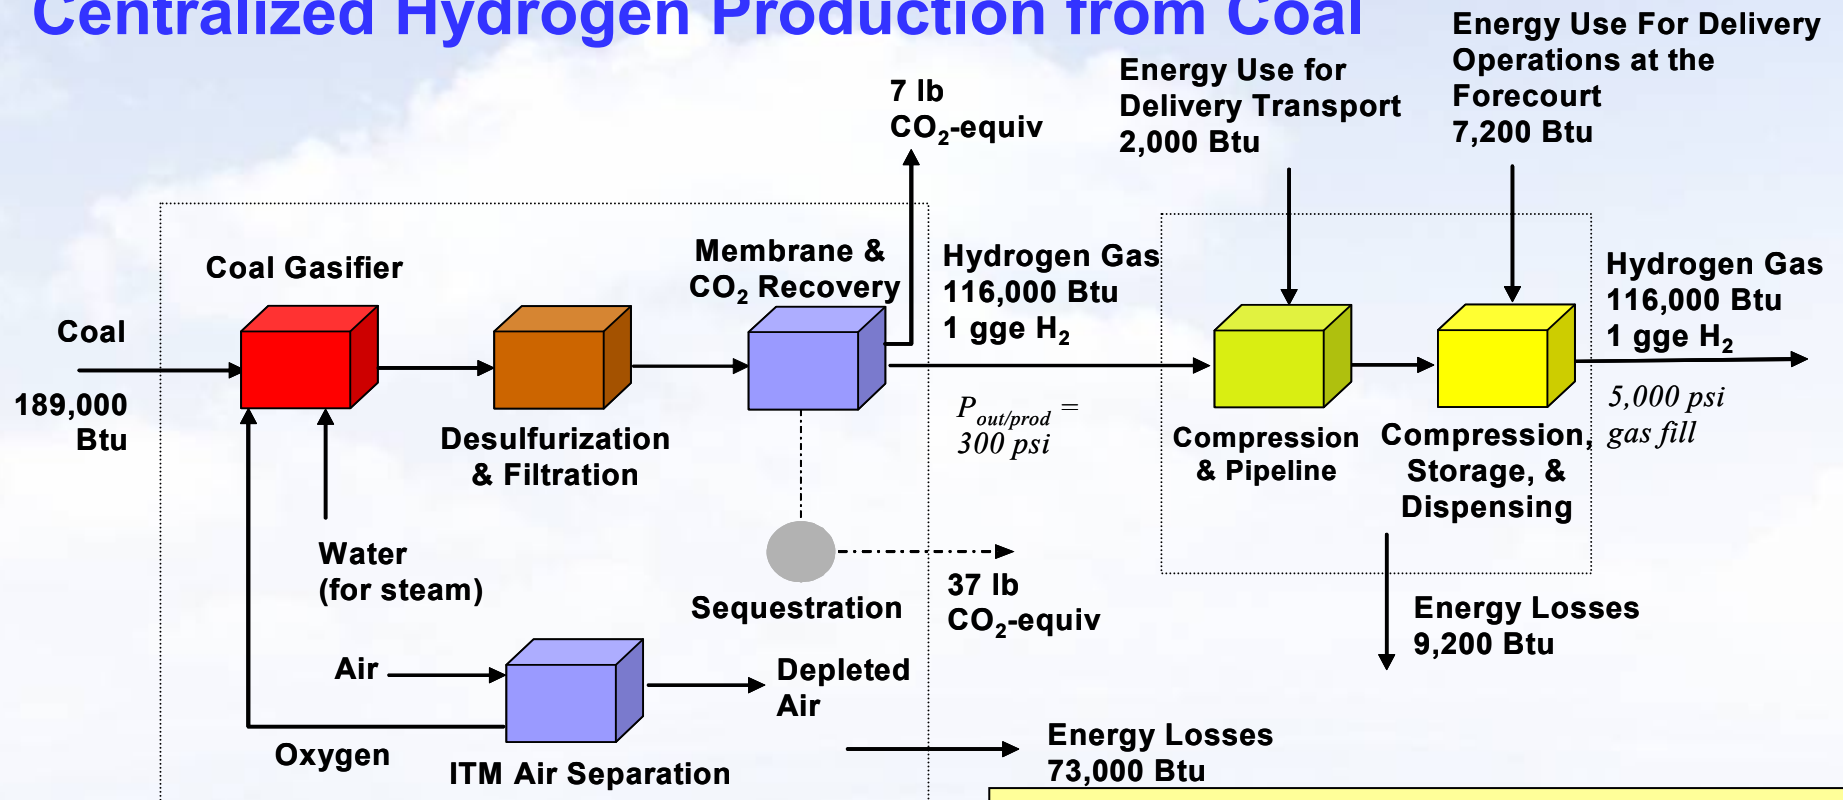 Centralized Hydrogen Production from Coal
Energy Use For Delivery
Operations at the
Forecourt
7,200 Btu
Energy Use for
Delivery Transport
2,000 Btu
7 lb
CO2-equiv
Membrane &
CO2 Recovery
Coal Gasifier
Hydrogen Gas
116,000 Btu
1 gge H2
Hydrogen Gas
116,000 Btu
1 gge H2
Coal
189,000
Btu
Pout/prod =
300 psi
5,000 psi
gas fill
Desulfurization
& Filtration
Compression
& Pipeline
Compression,
Storage, &
Dispensing
Water
(for steam)
Sequestration
37 lb
CO2-equiv
Energy Losses
9,200 Btu
Air
Depleted
Air
Oxygen
ITM Air Separation
Energy Losses
73,000 Btu